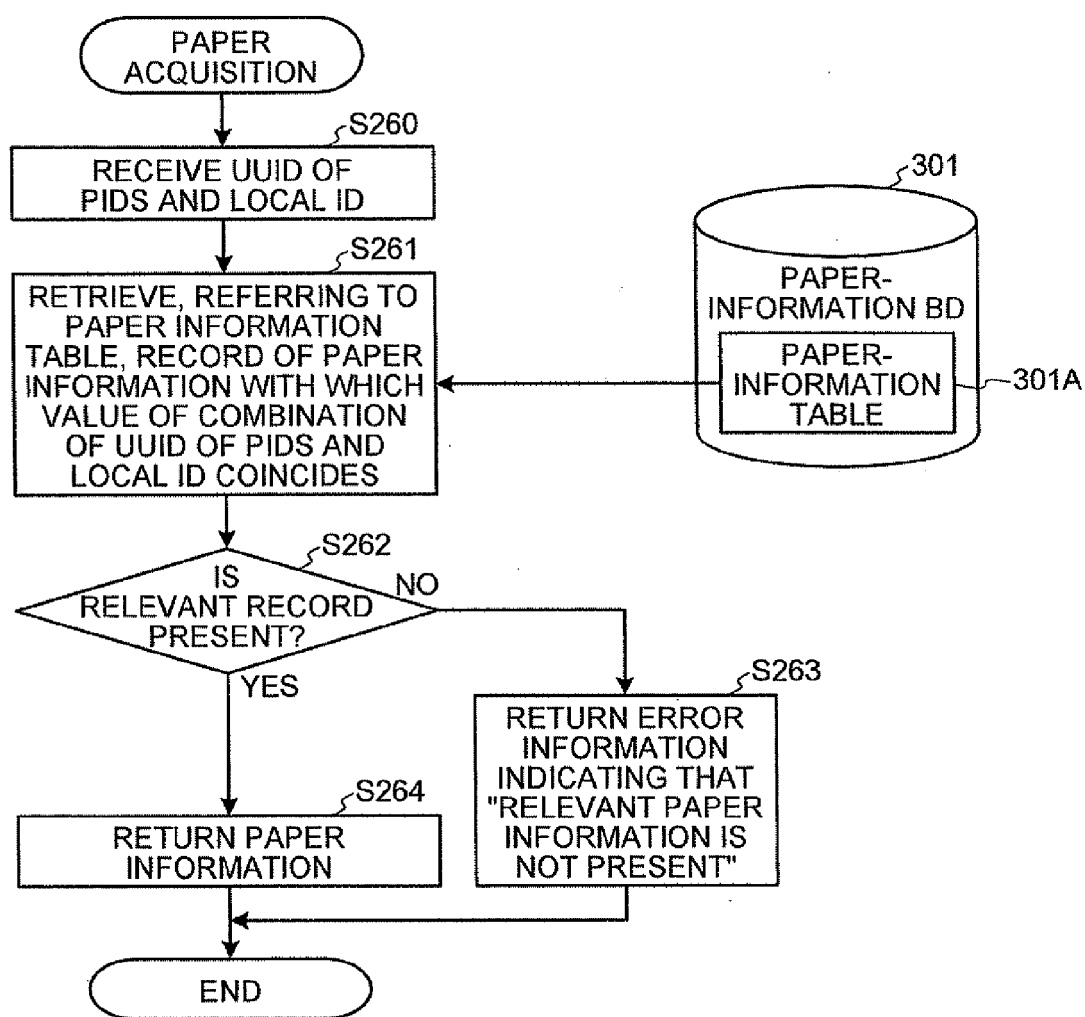 PAPER
ACQUISITION
S260
RECEIVE UUID OF
PIDS AND LOCAL ID
S261
RETRIEVE, REFERRING TO
PAPER INFORMATION
TABLE, RECORD OF PAPER
INFORMATION WITH WHICH
VALUE OF COMBINATION
OF UUID OF PIDS AND
LOCAL ID COINCIDES
301
PAPER-
INFORMATION BD
PAPER-
INFORMATION
TABLE
301A
S262
IS
RELEVANT RECORD
PRESENT?
NO
YES
S263
RETURN ERROR
INFORMATION
INDICATING THAT
"RELEVANT PAPER
INFORMATION IS
NOT PRESENT"
S264
RETURN PAPER
INFORMATION
END